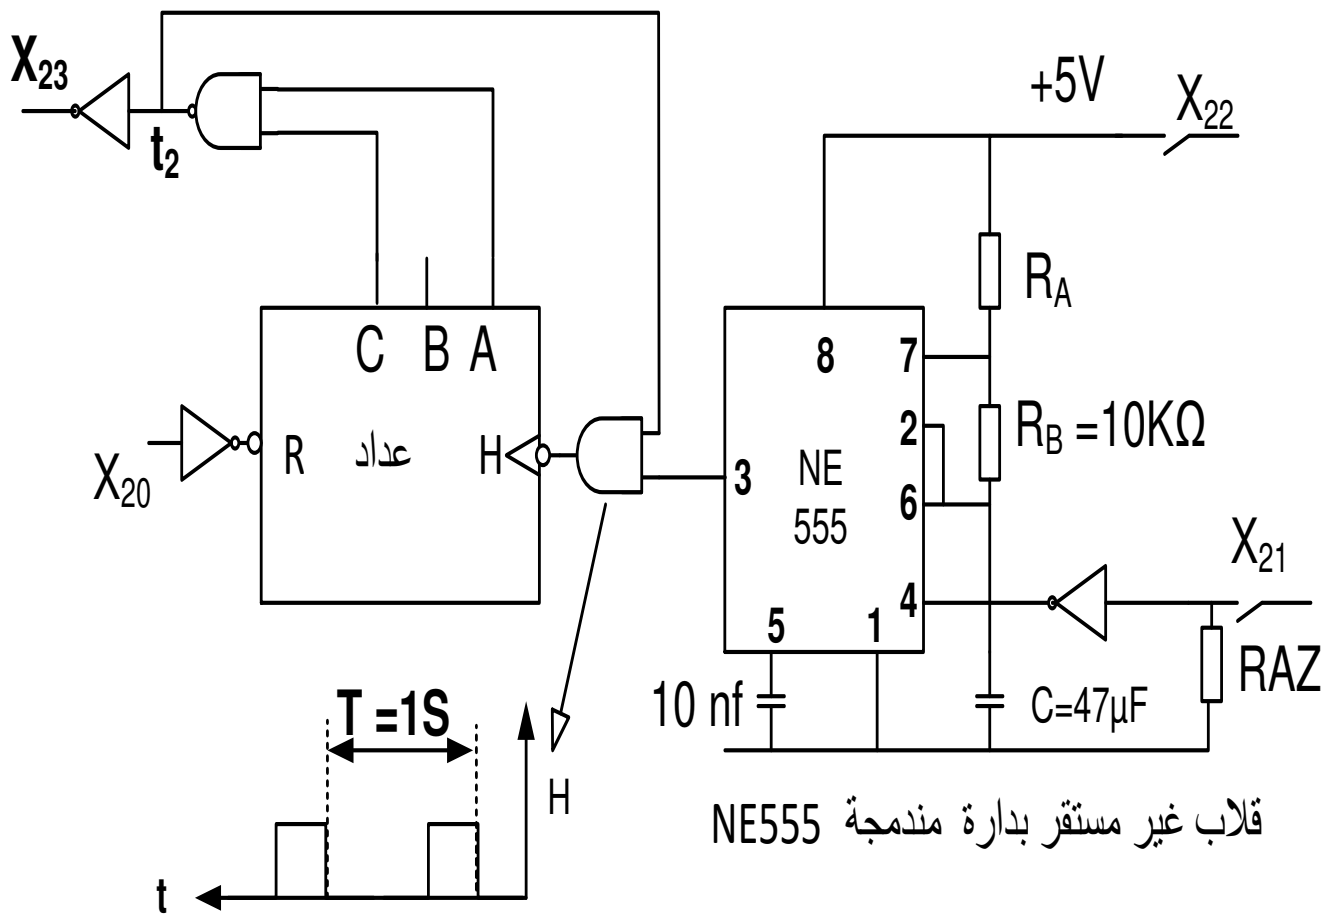 X23
t2
+5V
X22
RA
C B A
R عداد H
X20
8
7
2
6
3
NE
555
4
5
1
RB =10KΩ
X21
RAZ
10 nf
C=47µF
T =1S
H
t
قلاب غير مستقر بدارة مندمجة NE555